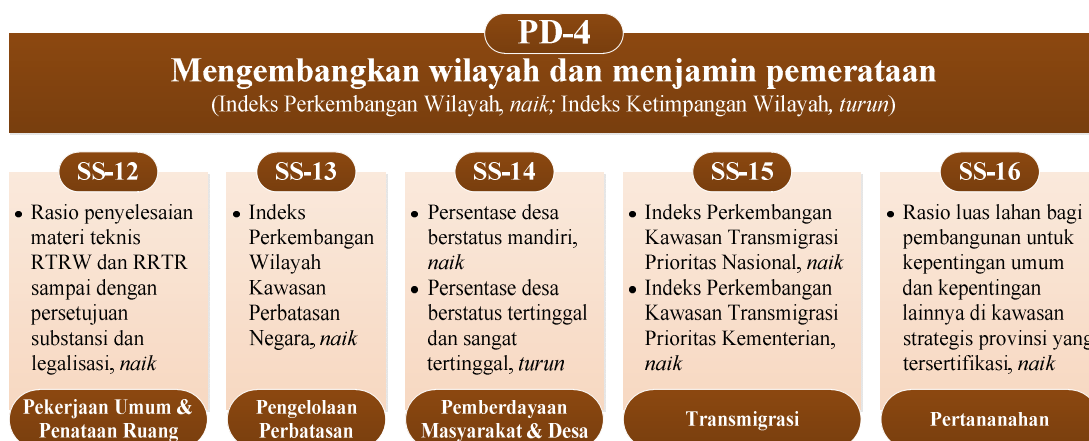 PD-4
Mengembangkan wilayah dan menjamin pemerataan
(Indeks Perkembangan Wilayah, naik; Indeks Ketimpangan Wilayah, turun)
SS-12
• Rasio penyelesaian
materi teknis
RTRW dan RRTR
sampai dengan
persetujuan
substansi dan
legalisasi, naik
Pekerjaan Umum &
Penataan Ruang
SS-13
• Indeks
Perkembangan
Wilayah
Kawasan
Perbatasan
Negara, naik
Pengelolaan
Perbatasan
SS-14
• Persentase desa
berstatus mandiri,
naik
• Persentase desa
berstatus tertinggal
dan sangat
tertinggal, turun
Pemberdayaan
Masyarakat & Desa
SS-15
• Indeks Perkembangan
Kawasan Transmigrasi
Prioritas Nasional, naik
• Indeks Perkembangan
Kawasan Transmigrasi
Prioritas Kementerian,
naik
Transmigrasi
SS-16
• Rasio luas lahan bagi
pembangunan untuk
kepentingan umum
dan kepentingan
lainnya di kawasan
strategis provinsi yang
tersertifikasi, naik
Pertananahan